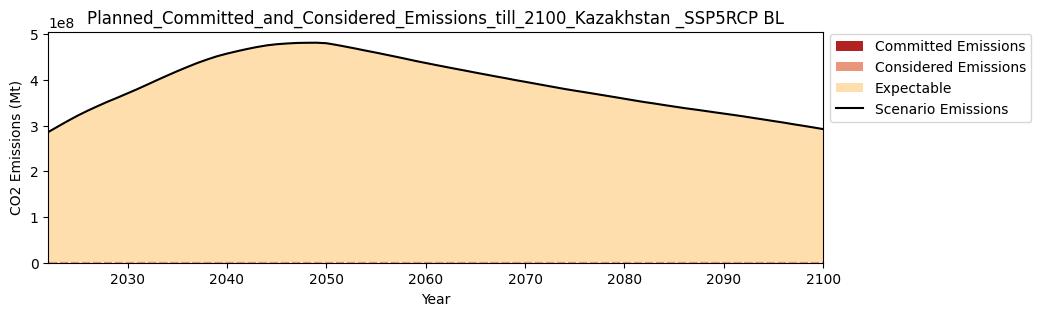 Planned_Committed_and_Considered_Emissions_till_2100_Kazakhstan _SSP5RCP BL
1e8
5
4
3
2
1
0
CO2 Emissions (Mt)
2030 2040 2050 2060 2070 2080 2090 2100
Year
Committed Emissions
Considered Emissions
Expectable
Scenario Emissions